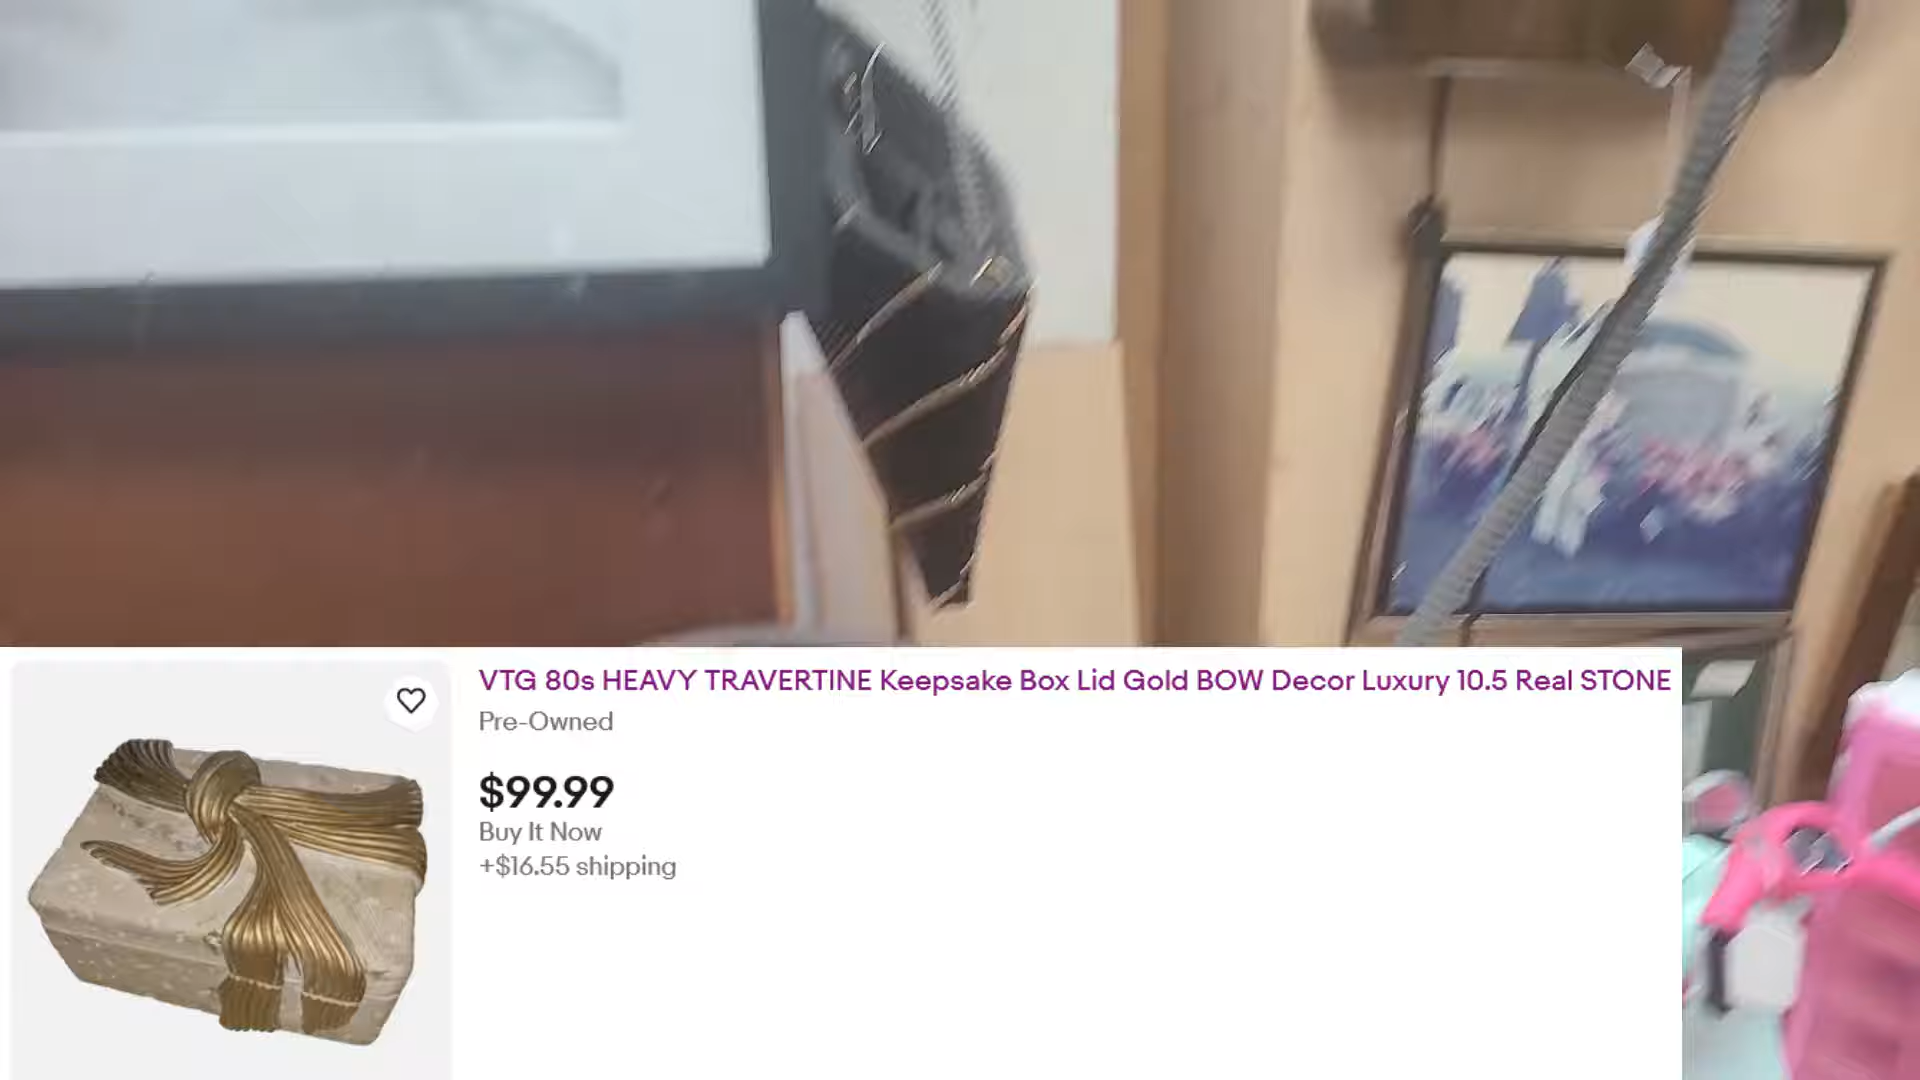 VTG 80s HEAVY TRAVERTINE Keepsake Box Lid Gold BOW Decor Luxury 10.5 Real STONE
Pre-Owned
$99.99
Buy It Now
+$16.55 shipping